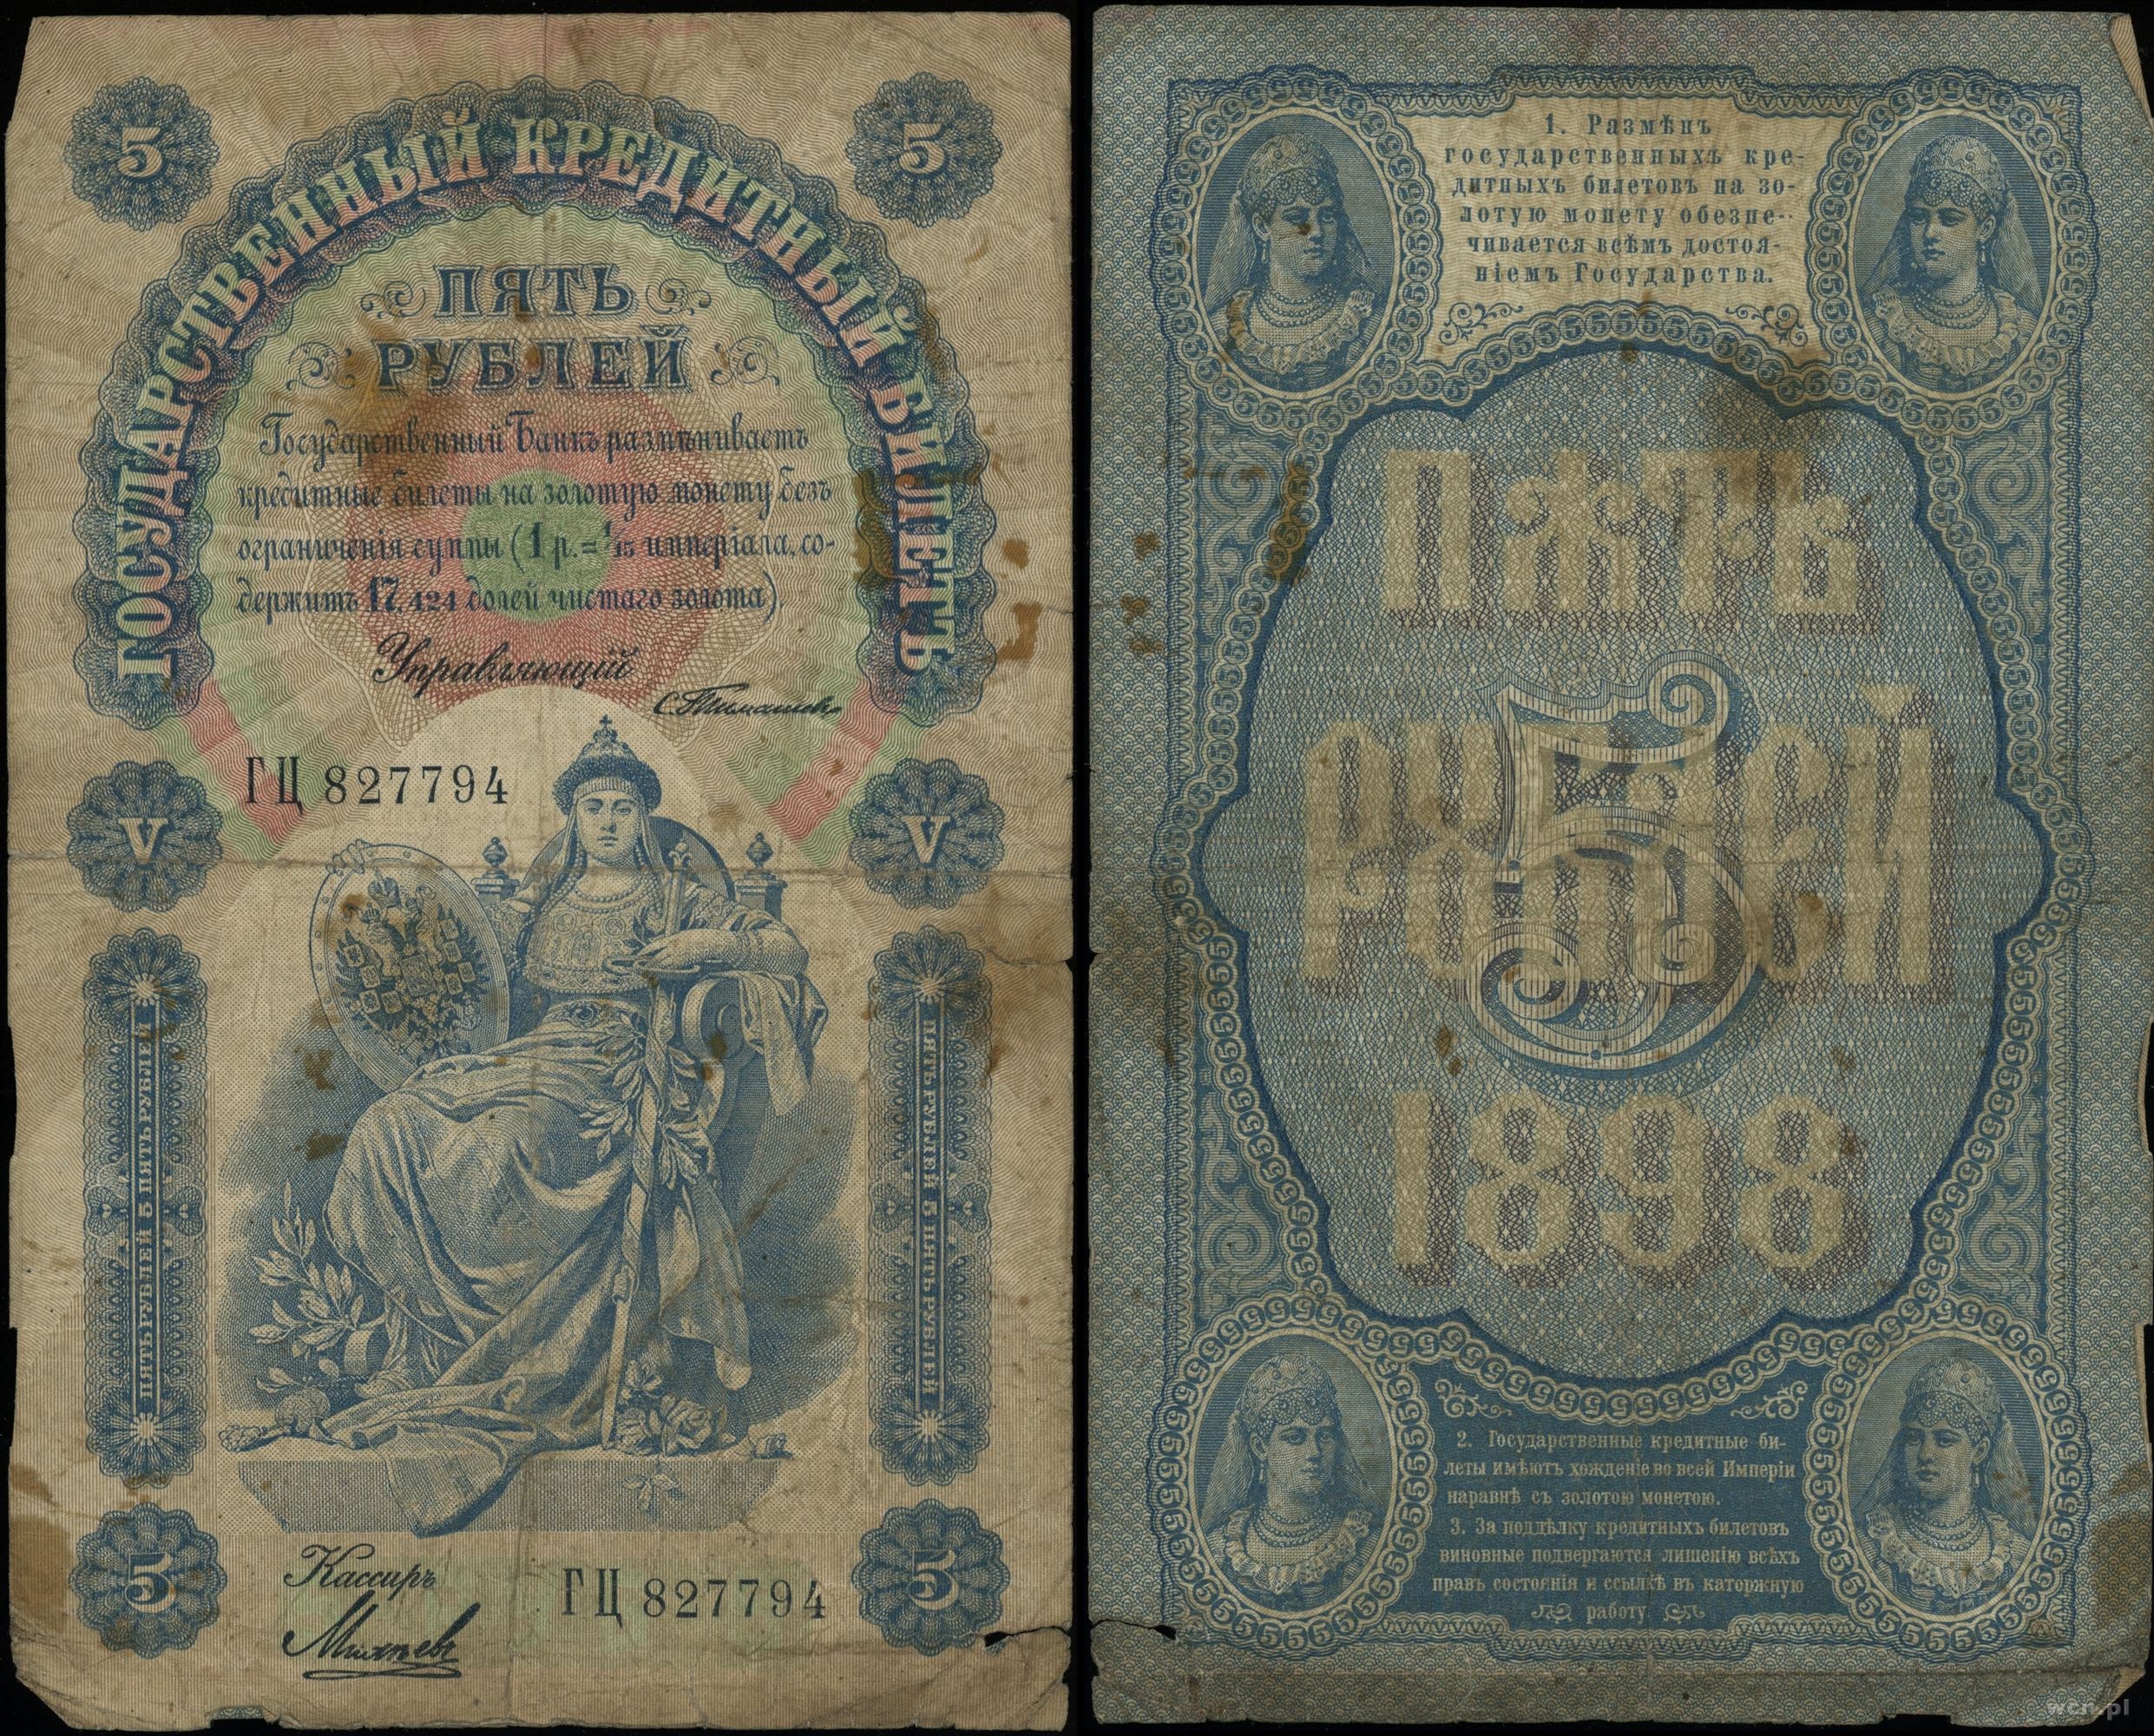 5
5
ГОСУДАРСТВЕННЫЙ КРЕДИТНЫЙ БИЛЕТЪ
ПЯТЬ
РУБЛЕЙ
Государственный Банкъ размѣниваетъ
кредитные билеты на золотую монету безъ
ограниченія суммы (1 р. = 1/15 имперіала, со-
держитъ 17,424 долей чистаго золота).
Управляющій
С. Тимашевъ
ГЦ 827794
V
V
ПЯТЬ РУБЛЕЙ 5 ПЯТЬ РУБЛЕЙ
ПЯТЬ РУБЛЕЙ 5 ПЯТЬ РУБЛЕЙ
5
5
Кассиръ
Михѣевъ
ГЦ 827794
1. Размѣнъ
государственныхъ кре-
дитныхъ билетовъ на зо-
лотую монету обезпе-
чивается всѣмъ достоя-
ніемъ Государства.
ПЯТЬ
РУБЛЕЙ
5
1898
2. Государственные кредитные би-
леты имѣютъ хожденіе во всей Имперіи
наравнѣ съ золотою монетою.
3. За поддѣлку кредитныхъ билетовъ
виновные подвергаются лишенію всѣхъ
правъ состоянія и ссылкѣ въ каторжную
работу.
wcn.pl